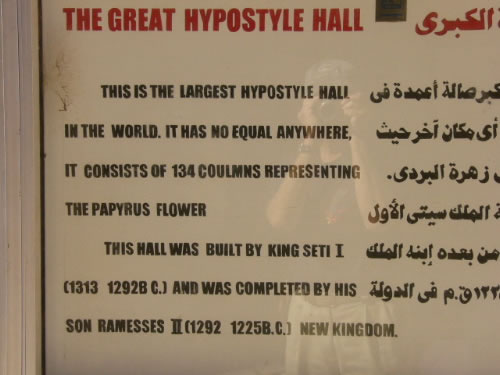 THE GREAT HYPOSTYLE HALL
الكبرى
THIS IS THE LARGEST HYPOSTYLE HALL
صالة أعمدة فى
IN THE WORLD. IT HAS NO EQUAL ANYWHERE,
أى مكان آخر حيث
IT CONSISTS OF 134 COULMNS REPRESENTING
زهرة البردى.
THE PAPYRUS FLOWER
الملك سيتى الأول
THIS HALL WAS BUILT BY KING SETI I
من بعده إبنه الملك
(1313 1292B C.) AND WAS COMPLETED BY HIS
ق.م فى الدولة
SON RAMESSES II (1292 1225B.C.) NEW KINGDOM.